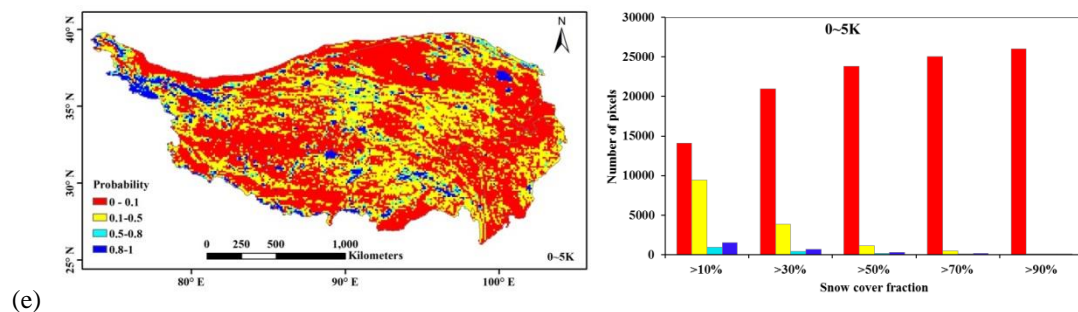 40° N
35° N
30° N
25° N
N
Probability
0 - 0.1
0.1-0.5
0.5-0.8
0.8-1
0 250 500 1,000
Kilometers
0~5K
80° E 90° E 100° E
(e)
0~5K
Number of pixels
30000
25000
20000
15000
10000
5000
0
>10% >30% >50% >70% >90%
Snow cover fraction